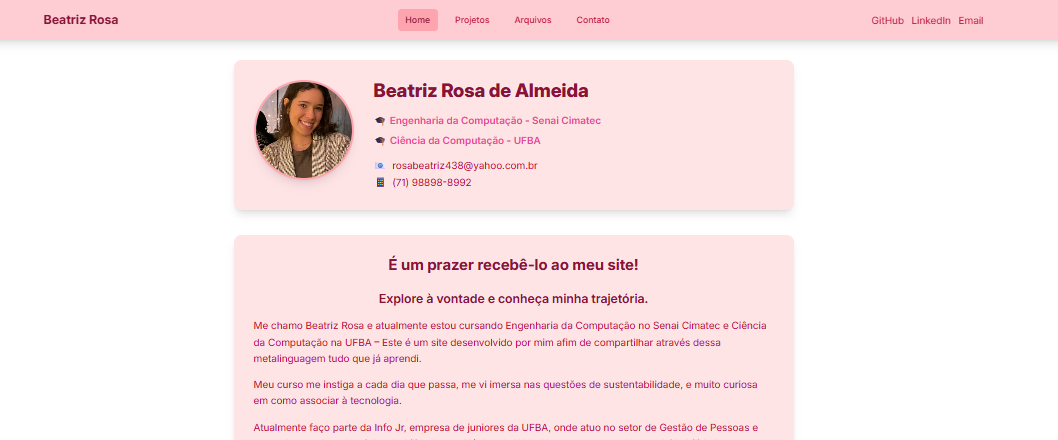 Beatriz Rosa
Home Projetos Arquivos Contato
GitHub LinkedIn Email
Beatriz Rosa de Almeida
Engenharia da Computação - Senai Cimatec
Ciência da Computação - UFBA
rosabeatriz438@yahoo.com.br
(71) 98898-8992
É um prazer recebê-lo ao meu site!
Explore à vontade e conheça minha trajetória.
Me chamo Beatriz Rosa e atualmente estou cursando Engenharia da Computação no Senai Cimatec e Ciência
da Computação na UFBA – Este é um site desenvolvido por mim afim de compartilhar através dessa
metalinguagem tudo que já aprendi.
Meu curso me instiga a cada dia que passa, me vi imersa nas questões de sustentabilidade, e muito curiosa
em como associar à tecnologia.
Atualmente faço parte da Info Jr, empresa de juniores da UFBA, onde atuo no setor de Gestão de Pessoas e